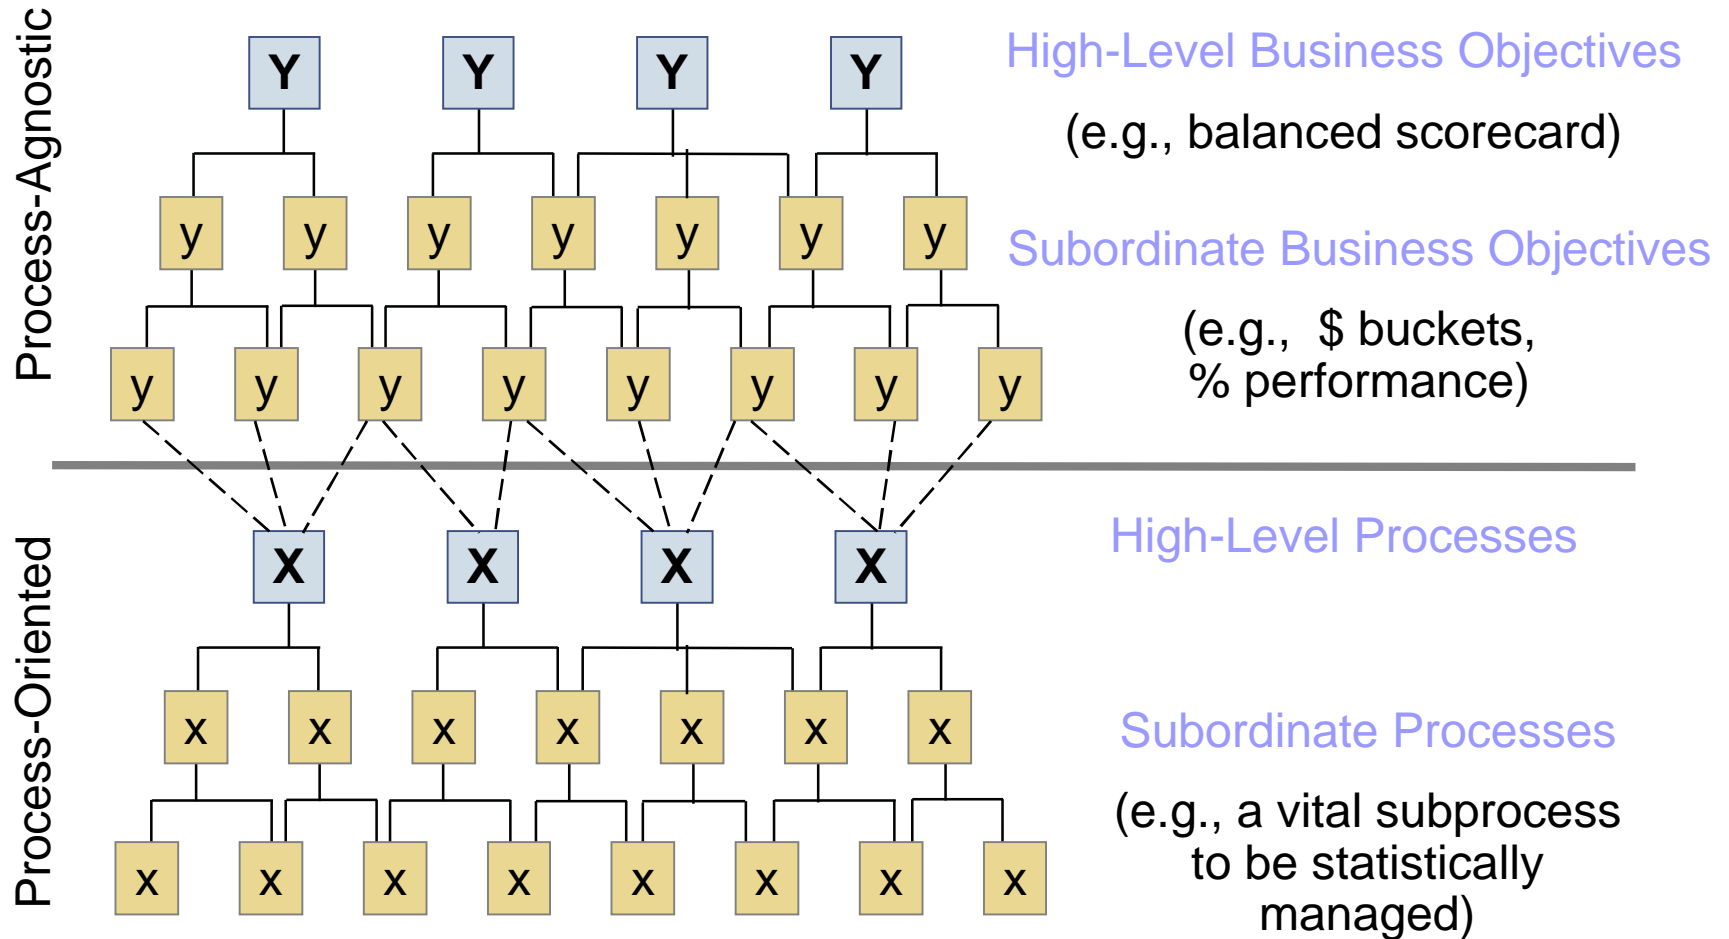 Process-Agnostic
Y Y Y Y
High-Level Business Objectives
(e.g., balanced scorecard)
y y y y y y y
Subordinate Business Objectives
(e.g., $ buckets,
% performance)
y y y y y y y y
Process-Oriented
X X X X
High-Level Processes
x x x x x x x
Subordinate Processes
(e.g., a vital subprocess
to be statistically
managed)
x x x x x x x x